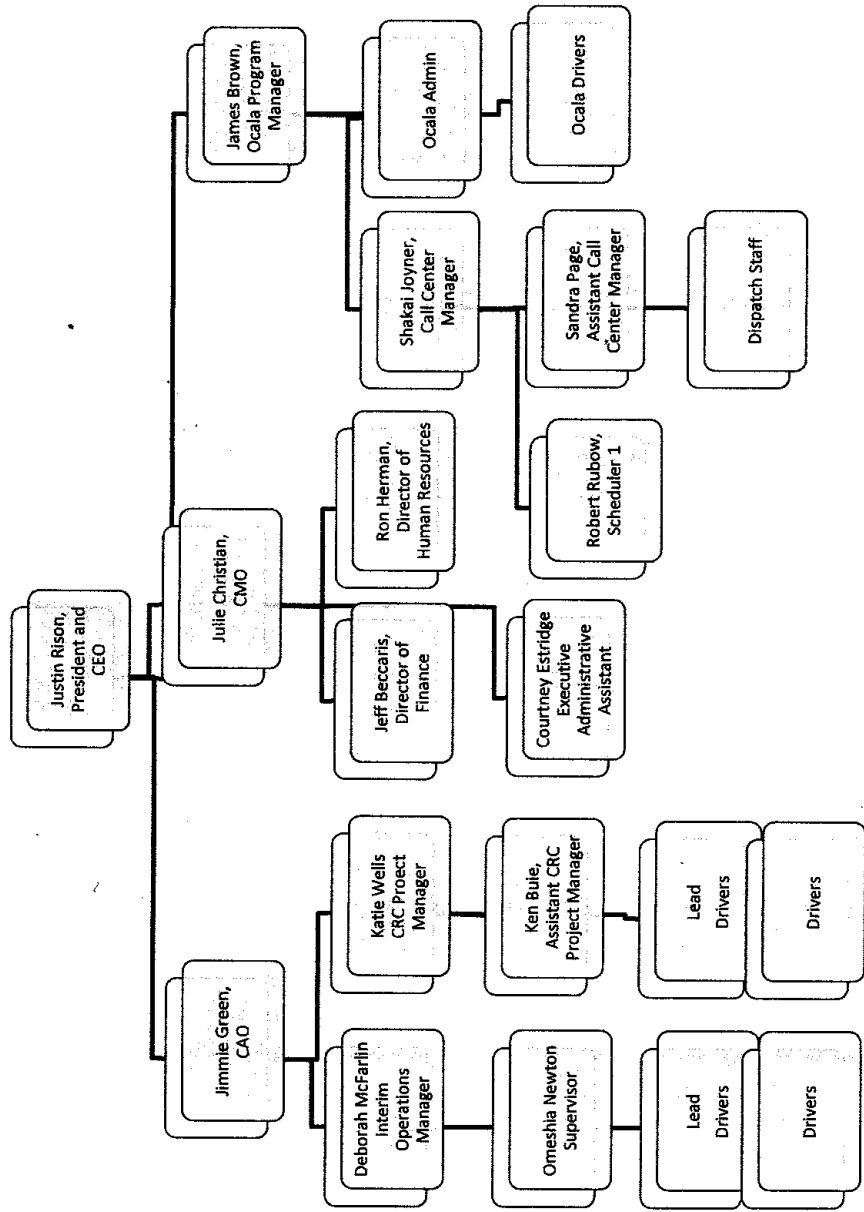 Justin Rison,
President and
CEO
Jimmie Green,
CAO
Julie Christian,
CMO
James Brown,
Ocala Program
Manager
Deborah McFarlin
Interim
Operations
Manager
Katie Wells
CRC Proect
Manager
Jeff Beccaris,
Director of
Finance
Ron Herman,
Director of
Human Resources
Shakai Joyner,
Call Center
Manager
Ocala Admin
Omeshia Newton
Supervisor
Ken Buie,
Assistant CRC
Project Manager
Courtney Estridge
Executive
Administrative
Assistant
Robert Rubow,
Scheduler 1
Sandra Page,
Assistant Call
Center Manager
Ocala Drivers
Lead
Drivers
Lead
Drivers
Dispatch Staff
Drivers
Drivers